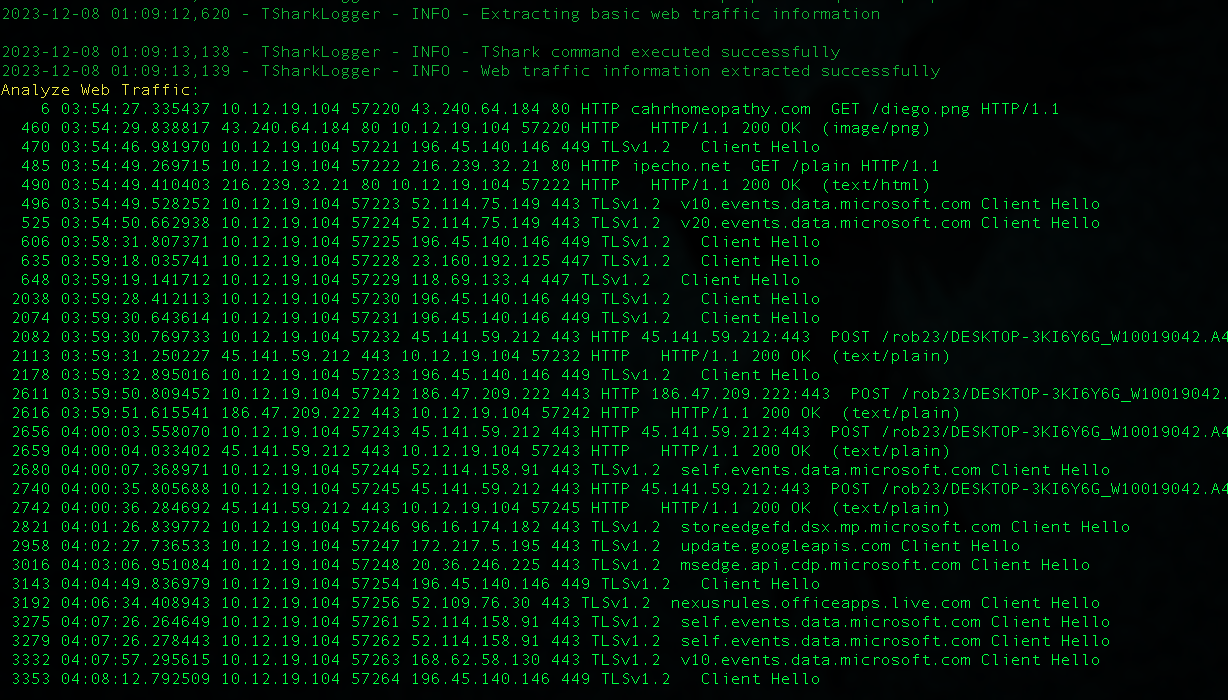 2023-12-08 01:09:12,620 - TSharkLogger - INFO - Extracting basic web traffic information
2023-12-08 01:09:13,138 - TSharkLogger - INFO - TShark command executed successfully
2023-12-08 01:09:13,139 - TSharkLogger - INFO - Web traffic information extracted successfully
Analyze Web Traffic:
6 03:54:27.335437 10.12.19.104 57220 43.240.64.184 80 HTTP cahrhomeopathy.com GET /diego.png HTTP/1.1
460 03:54:29.838817 43.240.64.184 80 10.12.19.104 57220 HTTP HTTP/1.1 200 OK (image/png)
470 03:54:46.981970 10.12.19.104 57221 196.45.140.146 449 TLSv1.2 Client Hello
485 03:54:49.269715 10.12.19.104 57222 216.239.32.21 80 HTTP ipecho.net GET /plain HTTP/1.1
490 03:54:49.410403 216.239.32.21 80 10.12.19.104 57222 HTTP HTTP/1.1 200 OK (text/html)
496 03:54:49.528252 10.12.19.104 57223 52.114.75.149 443 TLSv1.2 v10.events.data.microsoft.com Client Hello
525 03:54:50.662938 10.12.19.104 57224 52.114.75.149 443 TLSv1.2 v20.events.data.microsoft.com Client Hello
606 03:58:31.807371 10.12.19.104 57225 196.45.140.146 449 TLSv1.2 Client Hello
635 03:59:18.035741 10.12.19.104 57228 23.160.192.125 447 TLSv1.2 Client Hello
648 03:59:19.141712 10.12.19.104 57229 118.69.133.4 447 TLSv1.2 Client Hello
2038 03:59:28.412113 10.12.19.104 57230 196.45.140.146 449 TLSv1.2 Client Hello
2074 03:59:30.643614 10.12.19.104 57231 196.45.140.146 449 TLSv1.2 Client Hello
2082 03:59:30.769733 10.12.19.104 57232 45.141.59.212 443 HTTP 45.141.59.212:443 POST /rob23/DESKTOP-3KI6Y6G_W10019042.A4
2113 03:59:31.250227 45.141.59.212 443 10.12.19.104 57232 HTTP HTTP/1.1 200 OK (text/plain)
2178 03:59:32.895016 10.12.19.104 57233 196.45.140.146 449 TLSv1.2 Client Hello
2611 03:59:50.809452 10.12.19.104 57242 186.47.209.222 443 HTTP 186.47.209.222:443 POST /rob23/DESKTOP-3KI6Y6G_W10019042.
2616 03:59:51.615541 186.47.209.222 443 10.12.19.104 57242 HTTP HTTP/1.1 200 OK (text/plain)
2656 04:00:03.558070 10.12.19.104 57243 45.141.59.212 443 HTTP 45.141.59.212:443 POST /rob23/DESKTOP-3KI6Y6G_W10019042.A4
2659 04:00:04.033402 45.141.59.212 443 10.12.19.104 57243 HTTP HTTP/1.1 200 OK (text/plain)
2680 04:00:07.368971 10.12.19.104 57244 52.114.158.91 443 TLSv1.2 self.events.data.microsoft.com Client Hello
2740 04:00:35.805688 10.12.19.104 57245 45.141.59.212 443 HTTP 45.141.59.212:443 POST /rob23/DESKTOP-3KI6Y6G_W10019042.A4
2742 04:00:36.284692 45.141.59.212 443 10.12.19.104 57245 HTTP HTTP/1.1 200 OK (text/plain)
2821 04:01:26.839772 10.12.19.104 57246 96.16.174.182 443 TLSv1.2 storeedgefd.dsx.mp.microsoft.com Client Hello
2958 04:02:27.736533 10.12.19.104 57247 172.217.5.195 443 TLSv1.2 update.googleapis.com Client Hello
3016 04:03:06.951084 10.12.19.104 57248 20.36.246.225 443 TLSv1.2 msedge.api.cdp.microsoft.com Client Hello
3143 04:04:49.836979 10.12.19.104 57254 196.45.140.146 449 TLSv1.2 Client Hello
3192 04:06:34.408943 10.12.19.104 57256 52.109.76.30 443 TLSv1.2 nexusrules.officeapps.live.com Client Hello
3275 04:07:26.264649 10.12.19.104 57261 52.114.158.91 443 TLSv1.2 self.events.data.microsoft.com Client Hello
3279 04:07:26.278443 10.12.19.104 57262 52.114.158.91 443 TLSv1.2 self.events.data.microsoft.com Client Hello
3332 04:07:57.295615 10.12.19.104 57263 168.62.58.130 443 TLSv1.2 v10.events.data.microsoft.com Client Hello
3353 04:08:12.792509 10.12.19.104 57264 196.45.140.146 449 TLSv1.2 Client Hello